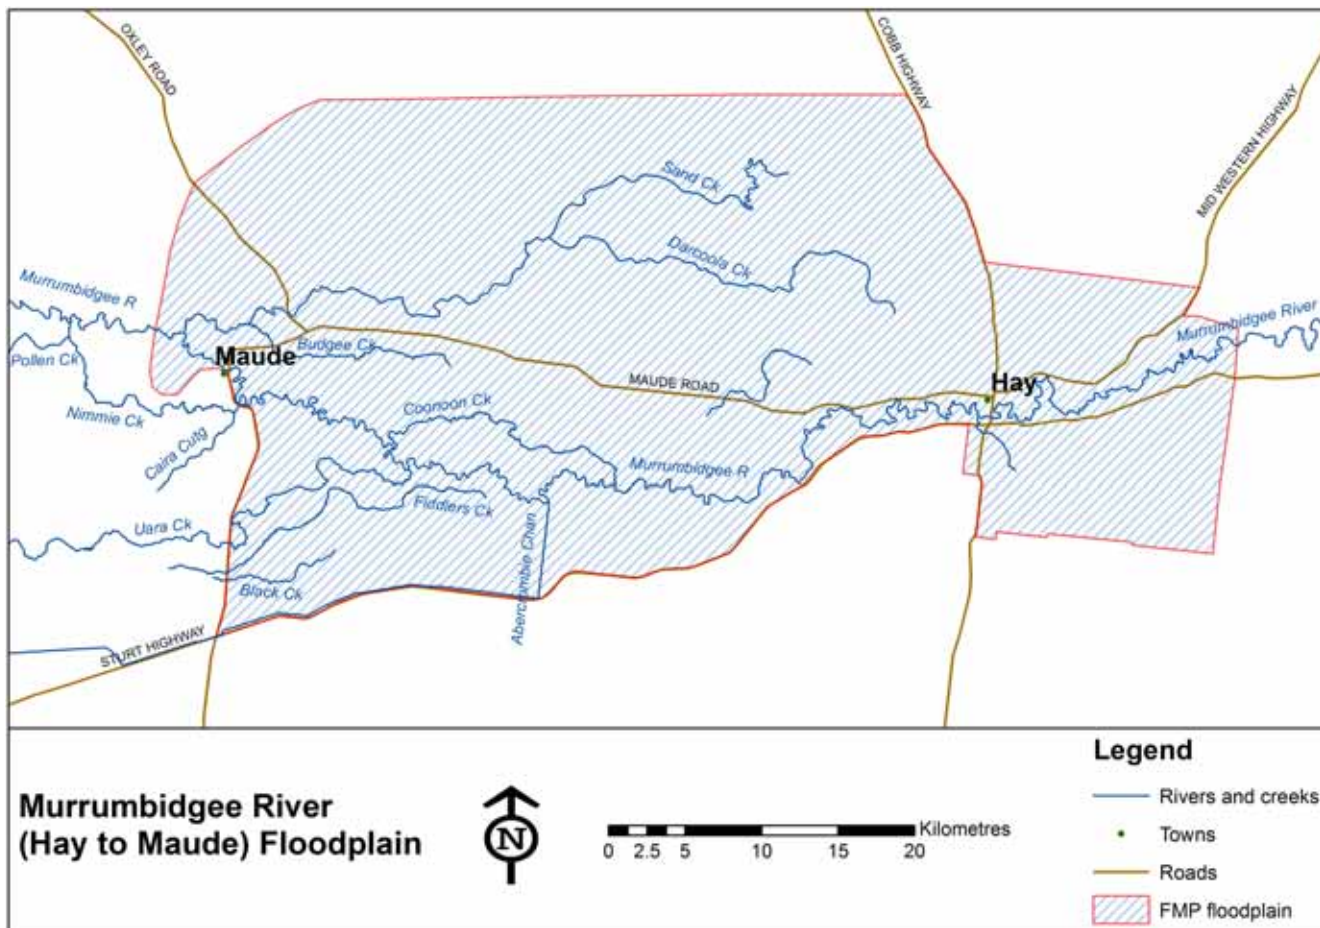 OXLEY ROAD
COBB HIGHWAY
MID WESTERN HIGHWAY
Sand Ck
Darcoola Ck
Murrumbidgee R
Murrumbidgee River
Pollen Ck
Maude
Budgee Ck
MAUDE ROAD
Hay
Nimmie Ck
Coonoon Ck
Caira Cutg
Murrumbidgee R
Uara Ck
Fiddlers Ck
Abercrombie Chan
Black Ck
STURT HIGHWAY
Murrumbidgee River
(Hay to Maude) Floodplain
N
Kilometres
0 2.5 5 10 15 20
Legend
Rivers and creeks
Towns
Roads
FMP floodplain